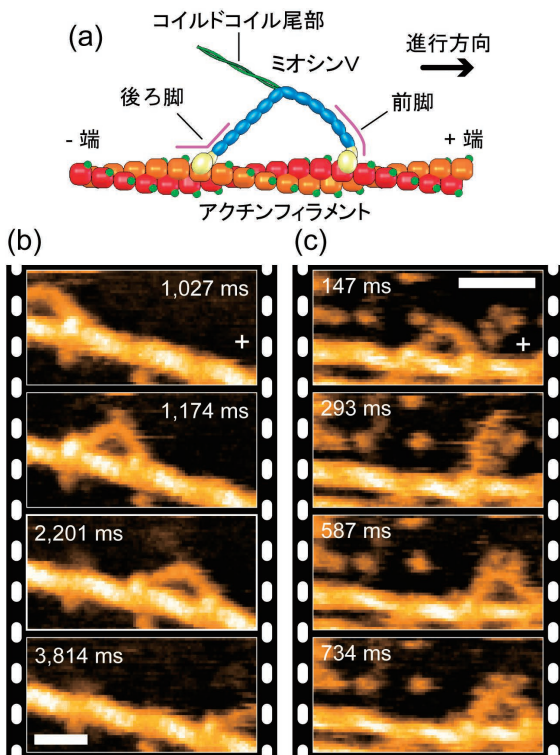 (a)
コイルドコイル尾部
ミオシンV
進行方向
後ろ脚
前脚
- 端
+ 端
アクチンフィラメント
(b)
1,027 ms
+
1,174 ms
2,201 ms
3,814 ms
(c)
147 ms
+
293 ms
587 ms
734 ms